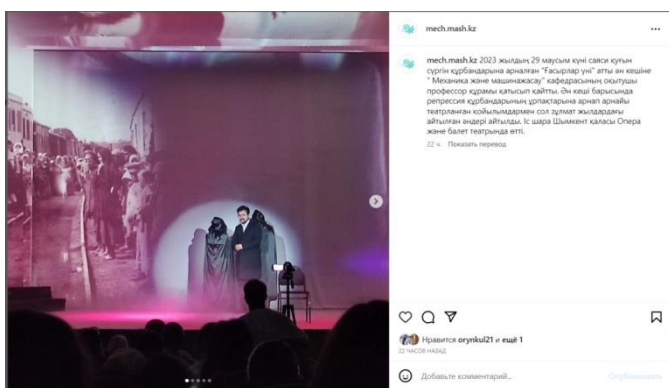 mech.mash.kz
mech.mash.kz 2023 жылдың 29 маусым күні саяси қуғын
сүргін құрбандарына арналған "Ғасырлар үні" атты ән кешіне
" Механика және машинажасау" кафедрасының оқытушы
профессор құрамы қатысып қайтты. Ән кеші барысында
репрессия құрбандарының ұрпақтарына арнап арнайы
театрланған қойылымдармен сол зұлмат жылдардағы
айтылған әндері айтылды. Іс шара Шымкент қаласы Опера
және балет театрында өтті.
22 ч. Показать перевод
Нравится orynkul21 и ещё 1
22 ЧАСОВ НАЗАД
Добавьте комментарий...
Опубликовать